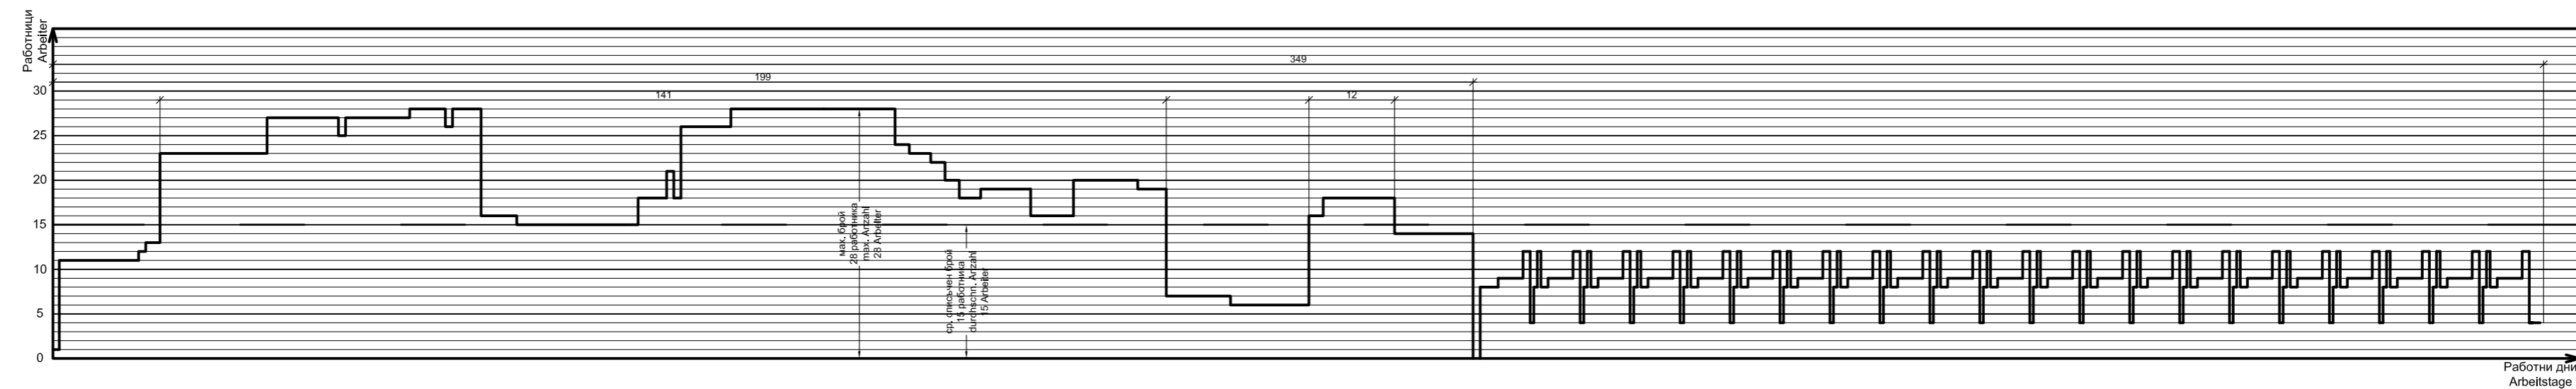 Работници
Arbeiter
349
199
141
12
30
25
20
15
10
5
0
мах. брой
28 работника
max. Anzahl
28 Arbeiter
ср. списъчен брой
15 работника
durchschn. Anzahl
15 Arbeiter
Работни дни
Arbeitstage